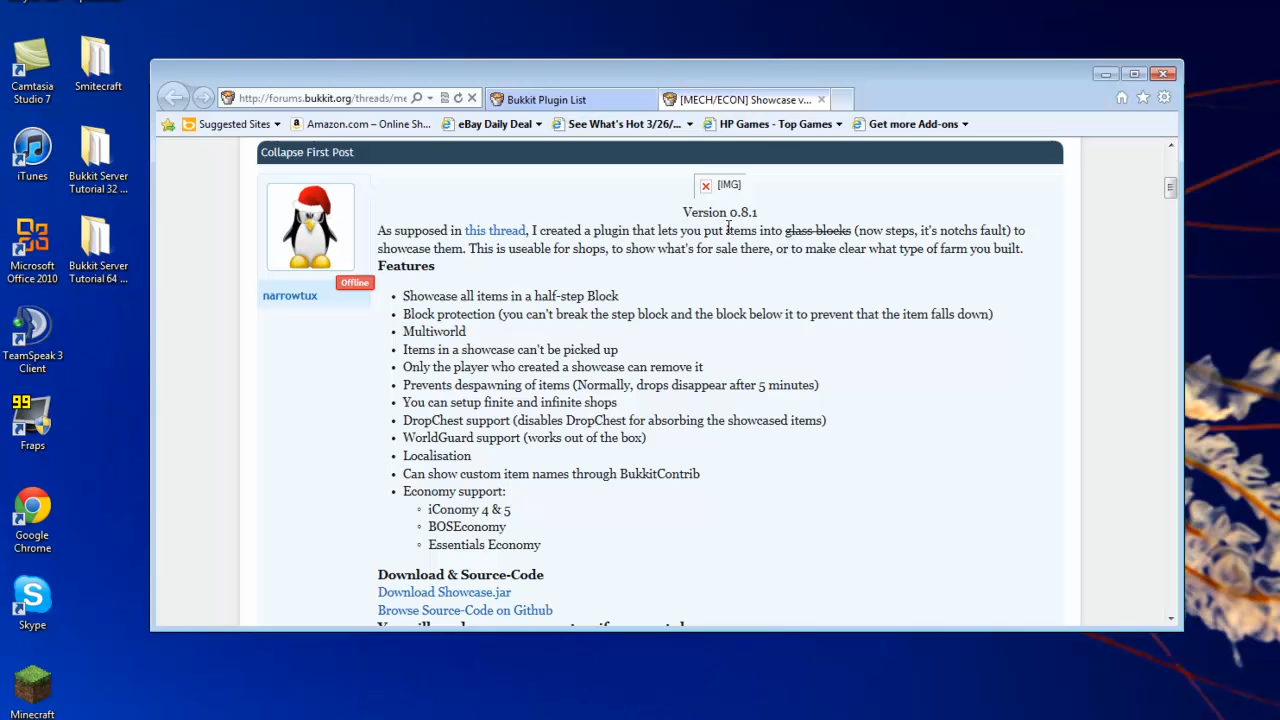 Camtasia
Studio 7
Smitecraft
iTunes
Bukkit Server
Tutorial 32 ...
Microsoft
Office 2010
Bukkit Server
Tutorial 64 ...
TeamSpeak 3
Client
99
Fraps
Google
Chrome
Skype
Minecraft
http://forums.bukkit.org/threads/me
Bukkit Plugin List
[MECH/ECON] Showcase v...
Suggested Sites
Amazon.com – Online Sh...
eBay Daily Deal
See What's Hot 3/26/...
HP Games - Top Games
Get more Add-ons
Collapse First Post
[IMG]
Version 0.8.1
Offline
narrowtux
As supposed in this thread, I created a plugin that lets you put items into glass blocks (now steps, it's notchs fault) to
showcase them. This is useable for shops, to show what's for sale there, or to make clear what type of farm you built.
Features
• Showcase all items in a half-step Block
• Block protection (you can't break the step block and the block below it to prevent that the item falls down)
• Multiworld
• Items in a showcase can't be picked up
• Only the player who created a showcase can remove it
• Prevents despawning of items (Normally, drops disappear after 5 minutes)
• You can setup finite and infinite shops
• DropChest support (disables DropChest for absorbing the showcased items)
• WorldGuard support (works out of the box)
• Localisation
• Can show custom item names through BukkitContrib
• Economy support:
◦ iConomy 4 & 5
◦ BOSEconomy
◦ Essentials Economy
Download & Source-Code
Download Showcase.jar
Browse Source-Code on Github